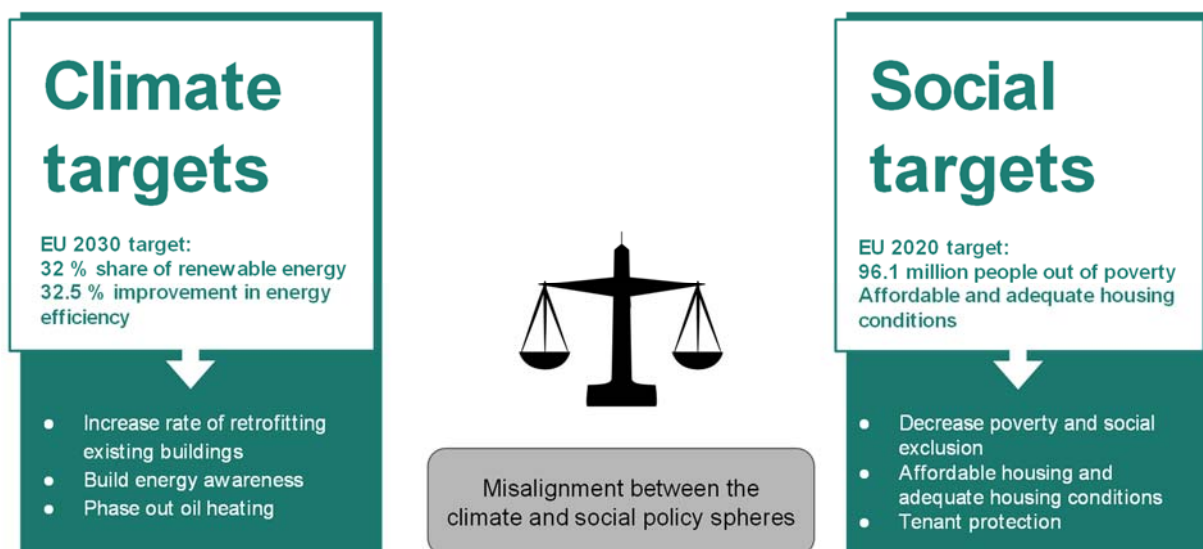 Climate
targets
EU 2030 target:
32 % share of renewable energy
32.5 % improvement in energy
efficiency
● Increase rate of retrofitting
existing buildings
● Build energy awareness
● Phase out oil heating
Misalignment between the
climate and social policy spheres
Social
targets
EU 2020 target:
96.1 million people out of poverty
Affordable and adequate housing
conditions
● Decrease poverty and social
exclusion
● Affordable housing and
adequate housing conditions
● Tenant protection